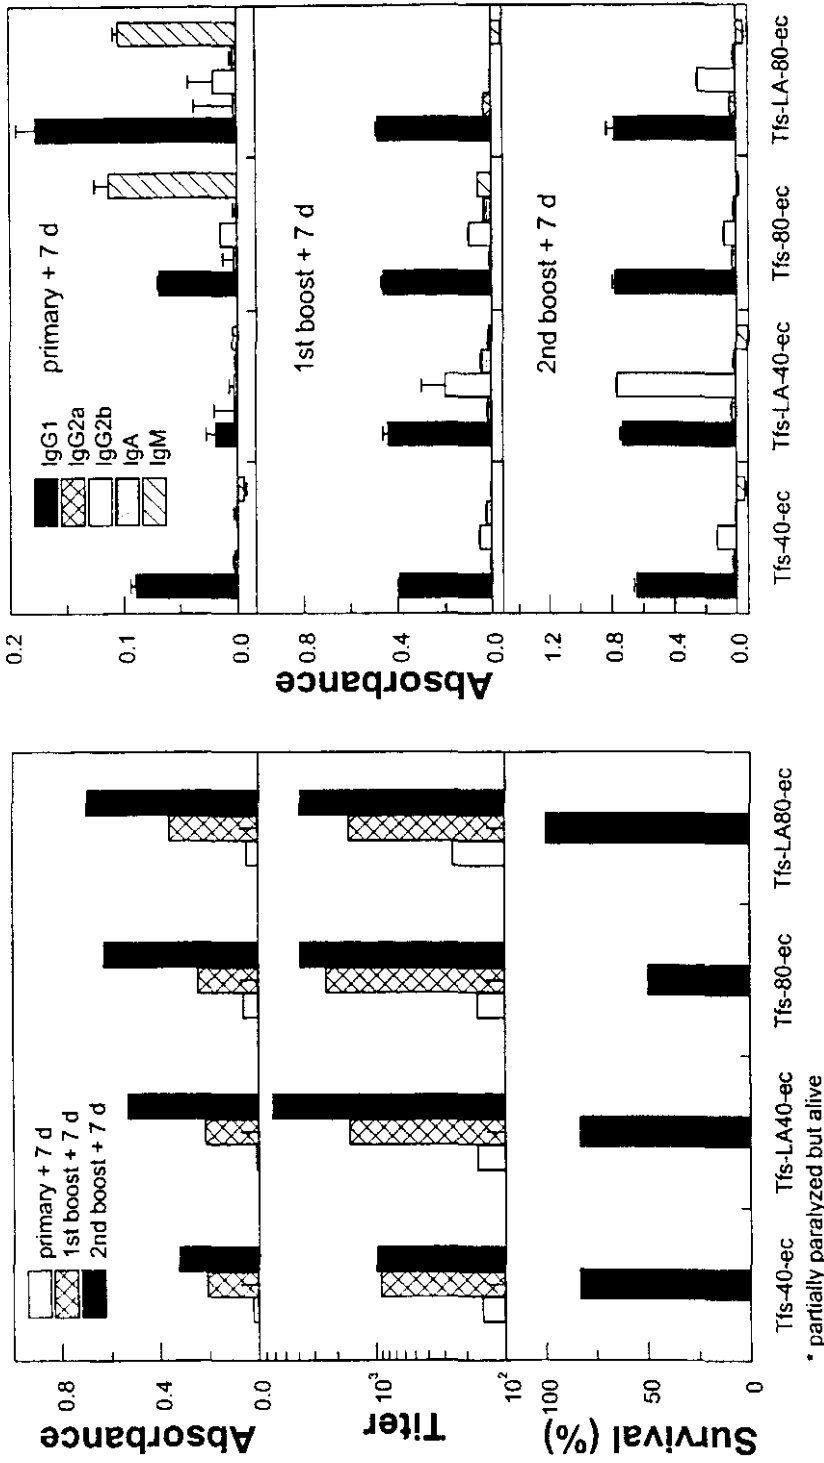 Absorbance
0.8
0.4
0.0
primary + 7 d
1st boost + 7 d
2nd boost + 7 d
Titer
10³
10²
Survival (%)
100
50
0
Tfs-40-ec
Tfs-LA40-ec
Tfs-80-ec
Tfs-LA80-ec
* partially paralyzed but alive
Absorbance
0.2
0.1
0.0
IgG1
IgG2a
IgG2b
IgA
IgM
primary + 7 d
0.8
0.4
0.0
1st boost + 7 d
1.2
0.8
0.4
0.0
2nd boost + 7 d
Tfs-40-ec
Tfs-LA-40-ec
Tfs-80-ec
Tfs-LA-80-ec